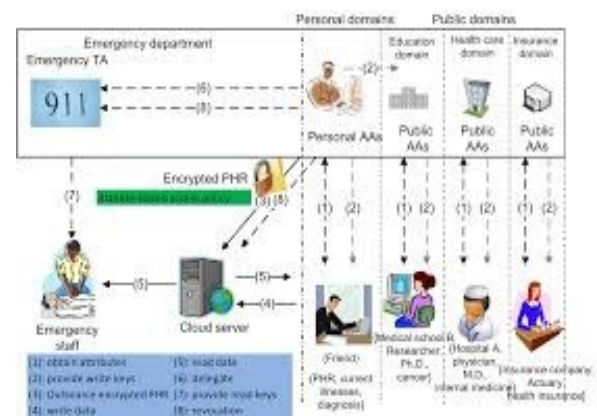 Personal domains
Public domains
Emergency department
Emergency TA
911
(6)
(8)
(2)
Personal AAs
Education
domain
Public
AAs
Health care
domain
Public
AAs
Insurance
domain
Public
AAs
Encrypted PHR
access policy
(7)
(3) (8)
(1) (2)
(1) (2)
(1) (2)
(1) (2)
(5)
(5)
(4)
Emergency
staff
Cloud server
(Friend)
(PHR, current
illnesses,
diagnosis)
(Medical school B,
Researcher,
Ph.D.,
cancer)
(Hospital A,
physician,
M.D.,
internal medicine)
(Insurance company,
Actuary,
health insurance)
(1): obtain attributes
(2): provide write keys
(3): Outsource encrypted PHR
(4): write data
(5): read data
(6): delegate
(7): provide read keys
(8): revocation